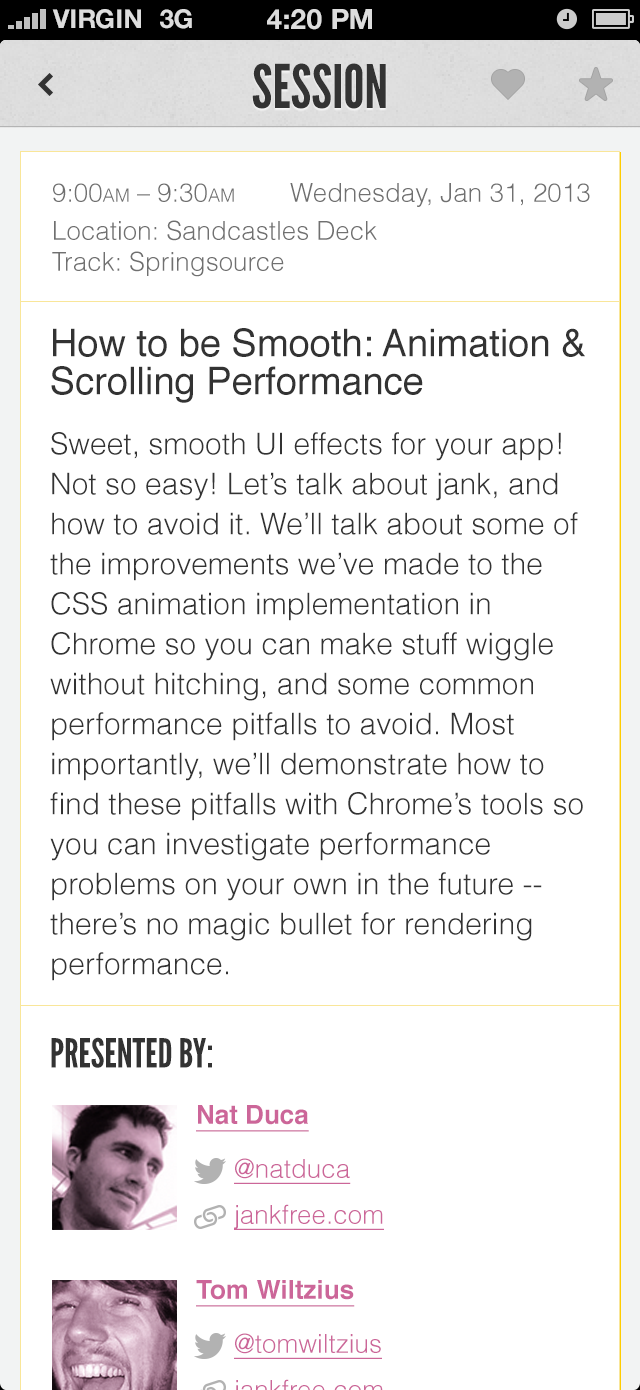 VIRGIN 3G 4:20 PM
SESSION
9:00AM – 9:30AM Wednesday, Jan 31, 2013
Location: Sandcastles Deck
Track: Springsource
How to be Smooth: Animation &
Scrolling Performance
Sweet, smooth UI effects for your app!
Not so easy! Let’s talk about jank, and
how to avoid it. We’ll talk about some of
the improvements we’ve made to the
CSS animation implementation in
Chrome so you can make stuff wiggle
without hitching, and some common
performance pitfalls to avoid. Most
importantly, we’ll demonstrate how to
find these pitfalls with Chrome’s tools so
you can investigate performance
problems on your own in the future --
there’s no magic bullet for rendering
performance.
PRESENTED BY:
Nat Duca
@natduca
jankfree.com
Tom Wiltzius
@tomwiltzius
jankfree.com